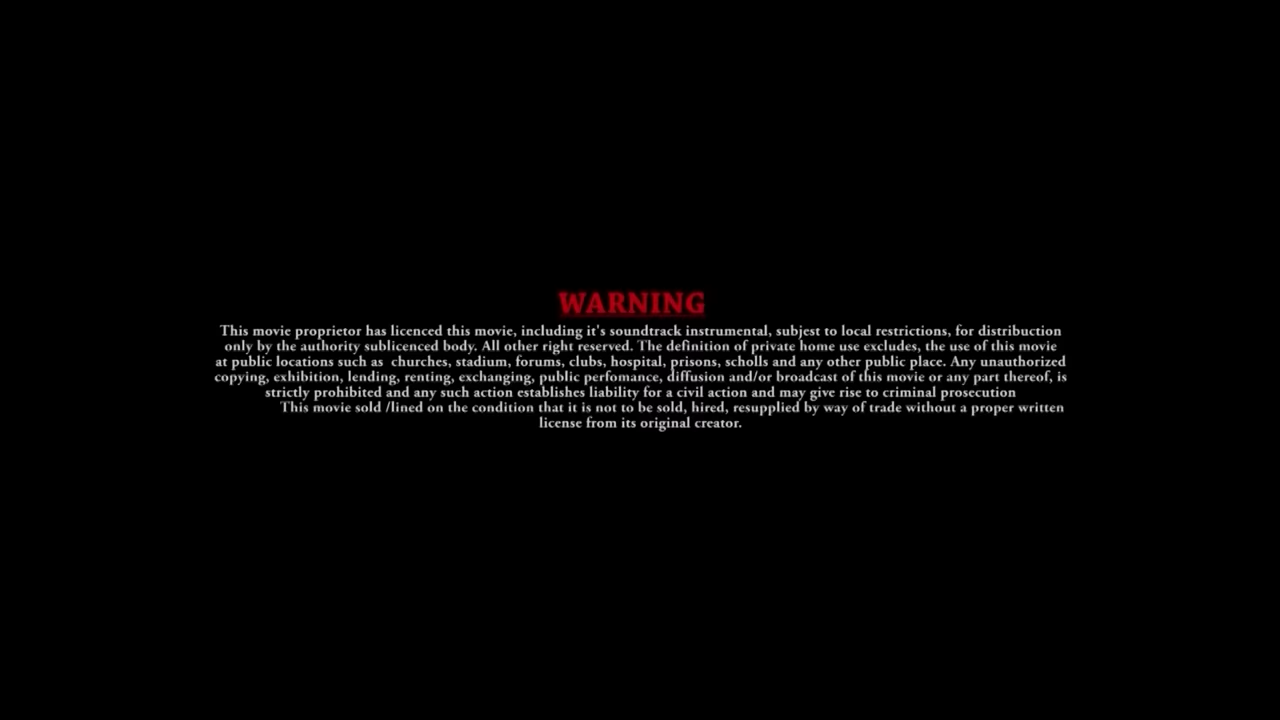 WARNING
This movie proprietor has licenced this movie, including it's soundtrack instrumental, subjest to local restrictions, for distribuction
only by the authority sublicenced body. All other right reserved. The definition of private home use excludes, the use of this movie
at public locations such as churches, stadium, forums, clubs, hospital, prisons, scholls and any other public place. Any unauthorized
copying, exhibition, lending, renting, exchanging, public perfomance, diffusion and/or broadcast of this movie or any part thereof, is
strictly prohibited and any such action establishes liability for a civil action and may give rise to criminal prosecution
This movie sold /lined on the condition that it is not to be sold, hired, resupplied by way of trade without a proper written
license from its original creator.